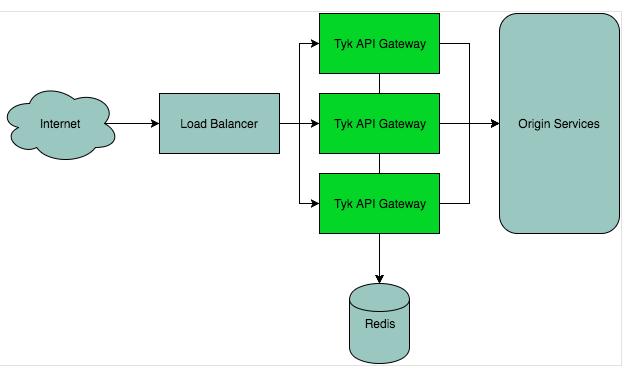 Tyk API Gateway
Internet
Load Balancer
Tyk API Gateway
Origin Services
Tyk API Gateway
Redis